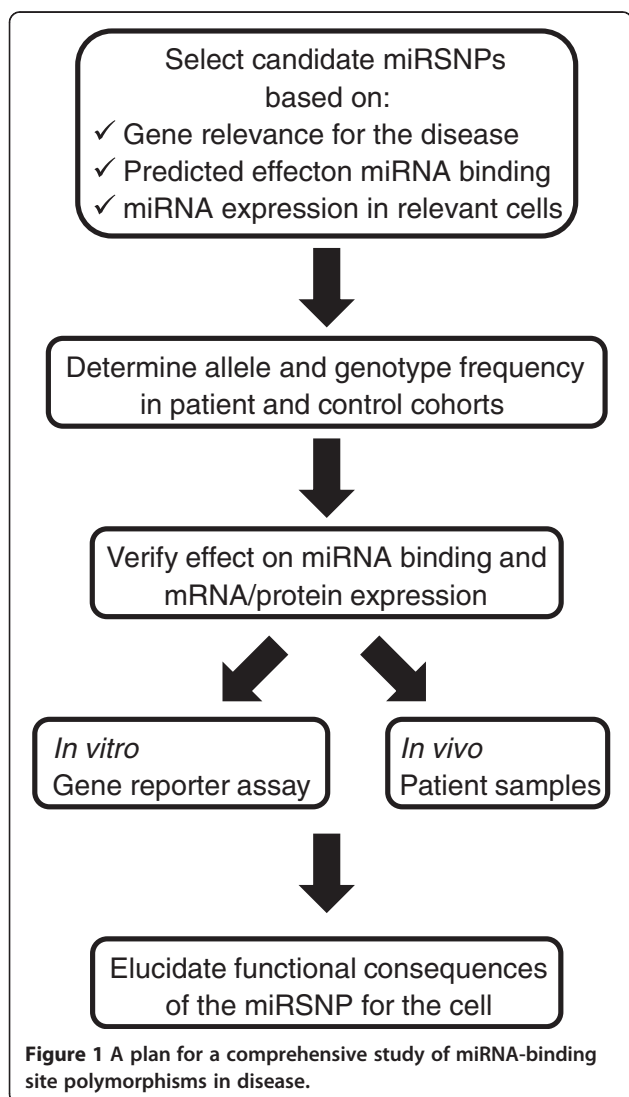 Select candidate miRSNPs
based on:
✓ Gene relevance for the disease
✓ Predicted effecton miRNA binding
✓ miRNA expression in relevant cells
Determine allele and genotype frequency
in patient and control cohorts
Verify effect on miRNA binding and
mRNA/protein expression
In vitro
Gene reporter assay
In vivo
Patient samples
Elucidate functional consequences
of the miRSNP for the cell
Figure 1 A plan for a comprehensive study of miRNA-binding
site polymorphisms in disease.